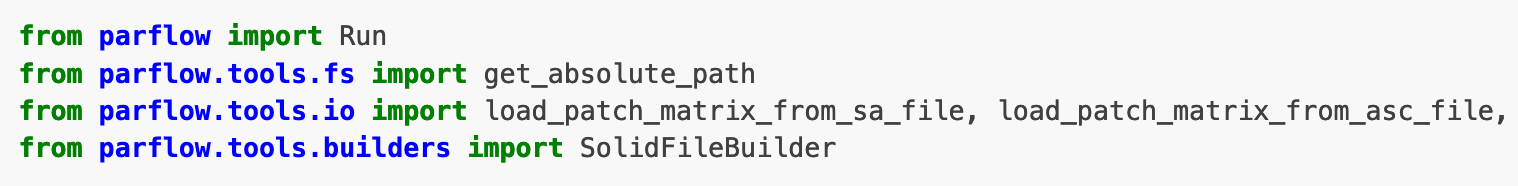 from parflow import Run
from parflow.tools.fs import get_absolute_path
from parflow.tools.io import load_patch_matrix_from_sa_file, load_patch_matrix_from_asc_file,
from parflow.tools.builders import SolidFileBuilder